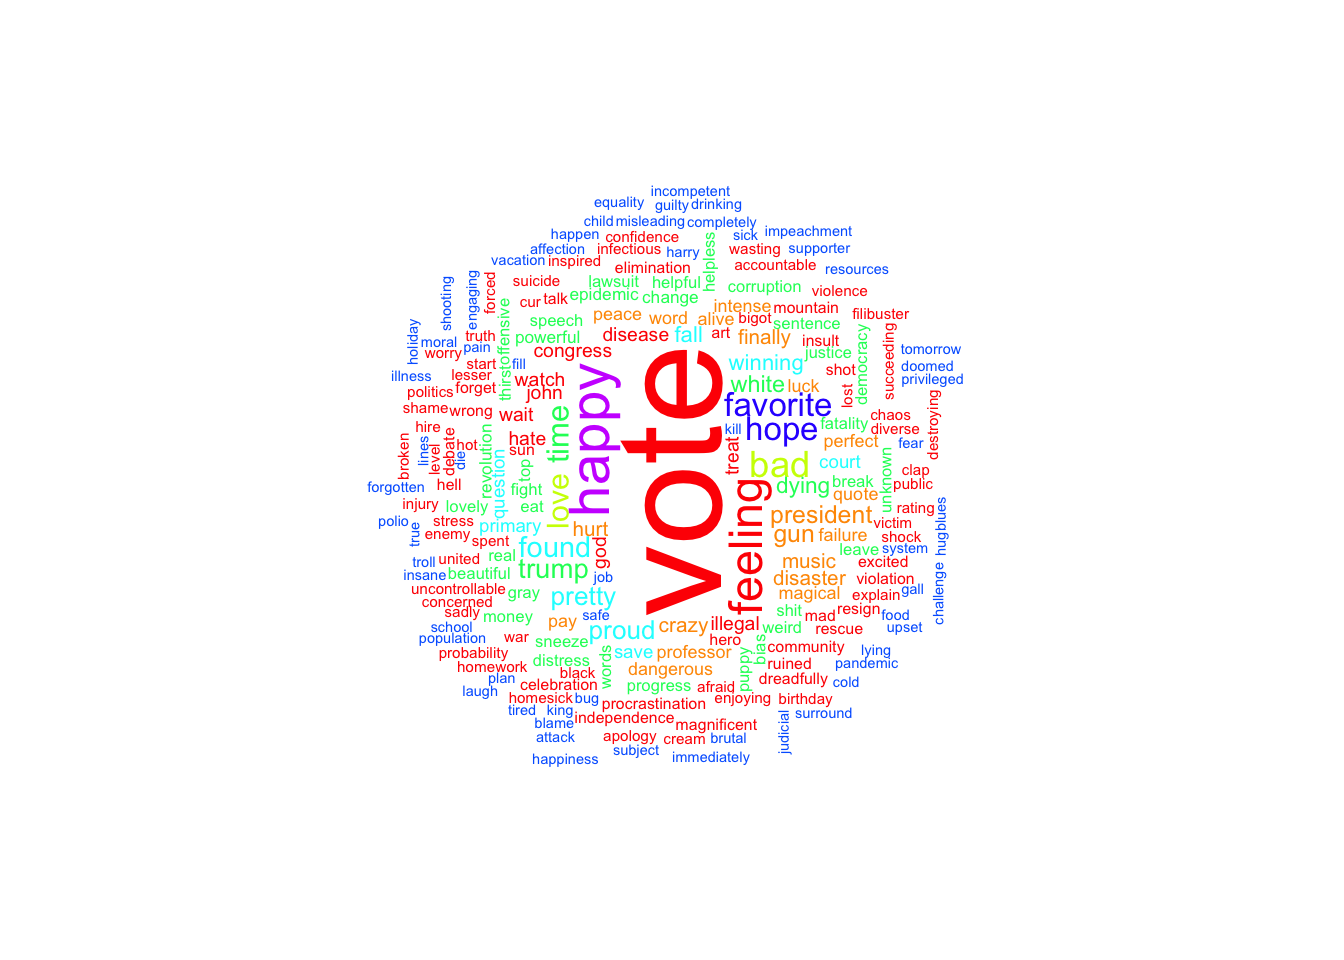 incompetent
equality
guilty
drinking
child
misleading
completely
happen
confidence
sick
impeachment
affection
infectious
harry
helpless
wasting
supporter
vacation
inspired
elimination
accountable
resources
shooting
engaging
forced
suicide
lawsuit
helpful
corruption
violence
cur
talk
epidemic
change
intense
mountain
filibuster
holiday
moral
truth
thirst
offensive
speech
peace
word
alive
bigot
sentence
powerful
disease
fall
art
finally
insult
democracy
succeeding
tomorrow
worry
pain
congress
winning
justice
doomed
illness
start
fill
lesser
watch
happy
vote
white
luck
shot
lost
privileged
politics
forget
john
favorite
shame
wrong
wait
time
hope
kill
fatality
chaos
diverse
destroying
hire
broken
lines
level
debate
die
hot
hate
sun
treat
perfect
fear
revolution
question
top
love
bad
court
unknown
clap
public
forgotten
hell
fight
dying
break
quote
injury
lovely
eat
feeling
president
rating
hugblues
polio
true
stress
primary
hurt
victim
enemy
spent
found
god
gun
failure
shock
troll
united
real
leave
system
insane
beautiful
trump
job
music
excited
disaster
violation
uncontrollable
gray
pretty
magical
explain
gall
challenge
concerned
sadly
money
pay
safe
shit
mad
resign
food
school
proud
crazy
illegal
weird
rescue
upset
population
war
sneeze
hero
bias
community
probability
save
professor
lying
homework
distress
words
dangerous
puppy
ruined
pandemic
plan
black
dreadfully
cold
laugh
celebration
progress
afraid
homesick
bug
procrastination
enjoying
birthday
tired
king
independence
magnificent
surround
blame
judicial
attack
apology
cream
brutal
subject
happiness
immediately